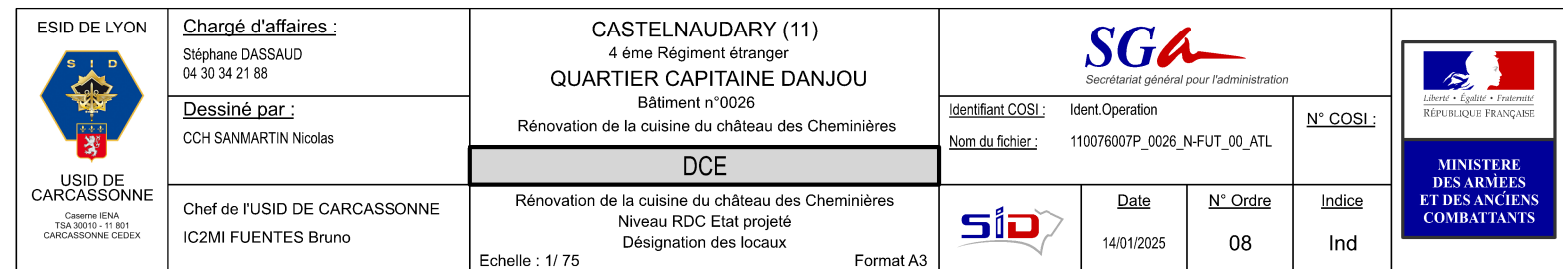 ESID DE LYON
S I D
USID DE
CARCASSONNE
Caserne IENA
TSA 30010 - 11 801
CARCASSONNE CEDEX
Chargé d'affaires :
Stéphane DASSAUD
04 30 34 21 88
Dessiné par :
CCH SANMARTIN Nicolas
Chef de l'USID DE CARCASSONNE
IC2MI FUENTES Bruno
CASTELNAUDARY (11)
4 éme Régiment étranger
QUARTIER CAPITAINE DANJOU
Bâtiment n°0026
Rénovation de la cuisine du château des Cheminières
DCE
Rénovation de la cuisine du château des Cheminières
Niveau RDC Etat projeté
Désignation des locaux
Echelle : 1/ 75 Format A3
SGA
Secrétariat général pour l'administration
Identifiant COSI : Ident.Operation
Nom du fichier : 110076007P_0026_N-FUT_00_ATL
N° COSI :
SID
Date
14/01/2025
N° Ordre
08
Indice
Ind
Liberté • Égalité • Fraternité
RÉPUBLIQUE FRANÇAISE
MINISTERE
DES ARMÈES
ET DES ANCÍENS
COMBATTANTS